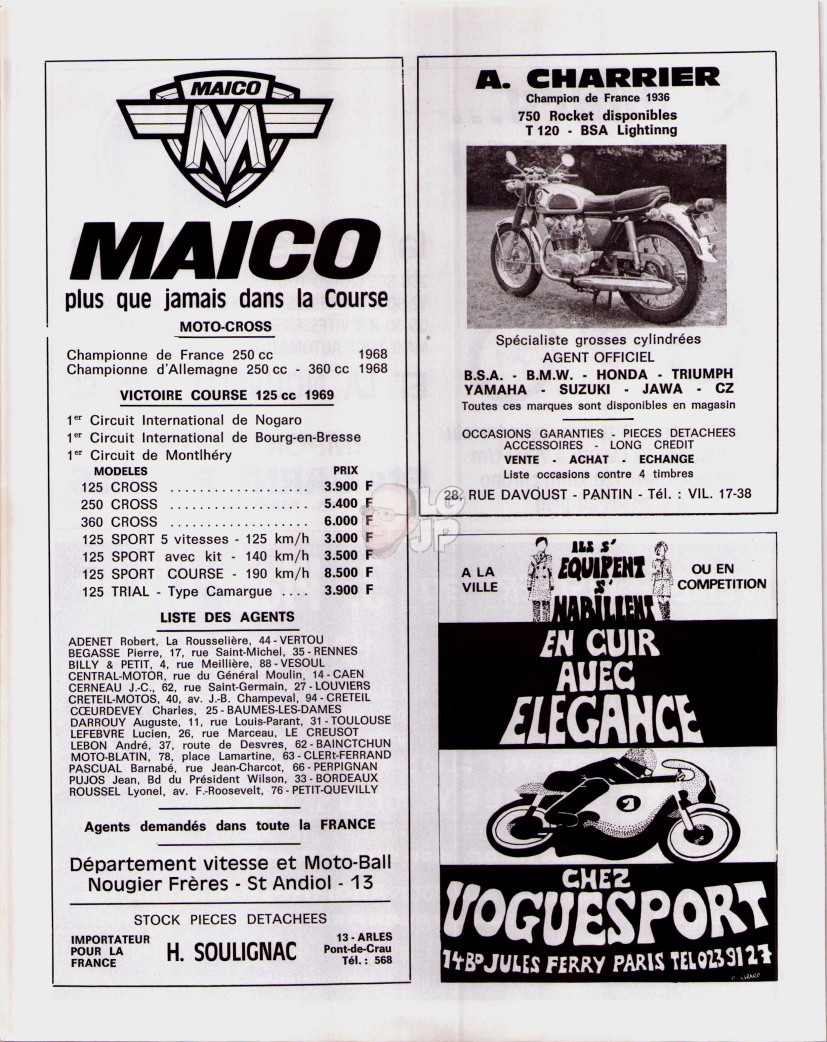 MAICO
M
MAICO
plus que jamais dans la Course
MOTO-CROSS
Championne de France 250 cc 1968
Championne d'Allemagne 250 cc - 360 cc 1968
VICTOIRE COURSE 125 cc 1969
1er Circuit International de Nogaro
1er Circuit International de Bourg-en-Bresse
1er Circuit de Montlhéry
MODELES PRIX
125 CROSS .................. 3.900 F
250 CROSS .................. 5.400 F
360 CROSS .................. 6.000 F
125 SPORT 5 vitesses - 125 km/h 3.000 F
125 SPORT avec kit - 140 km/h 3.500 F
125 SPORT COURSE - 190 km/h 8.500 F
125 TRIAL - Type Camargue .... 3.900 F
LISTE DES AGENTS
ADENET Robert, La Rousselière, 44 - VERTOU
BEGASSE Pierre, 17, rue Saint-Michel, 35 - RENNES
BILLY & PETIT, 4, rue Meillière, 88 - VESOUL
CENTRAL-MOTOR, rue du Général Moulin, 14 - CAEN
CERNEAU J.-C., 62, rue Saint-Germain, 27 - LOUVIERS
CRETEIL-MOTOS, 40, av. J.-B. Champeval, 94 - CRETEIL
CŒURDEVEY Charles, 25 - BAUMES-LES-DAMES
DARROUY Auguste, 11, rue Louis-Parant, 31 - TOULOUSE
LEFEBVRE Lucien, 26, rue Marceau, LE CREUSOT
LEBON André, 37, route de Desvres, 62 - BAINCTCHUN
MOTO-BLATIN, 78, place Lamartine, 63 - CLERt-FERRAND
PASCUAL Barnabé, rue Jean-Charcot, 66 - PERPIGNAN
PUJOS Jean, Bd du Président Wilson, 33 - BORDEAUX
ROUSSEL Lyonel, av. F.-Roosevelt, 76 - PETIT-QUEVILLY
Agents demandés dans toute la FRANCE
Département vitesse et Moto-Ball
Nougier Frères - St Andiol - 13
STOCK PIECES DETACHEES
IMPORTATEUR
POUR LA
FRANCE
H. SOULIGNAC
13 - ARLES
Pont-de-Crau
Tél. : 568
A. CHARRIER
Champion de France 1936
750 Rocket disponibles
T 120 - BSA Lightinng
Spécialiste grosses cylindrées
AGENT OFFICIEL
B.S.A. - B.M.W. - HONDA - TRIUMPH
YAMAHA - SUZUKI - JAWA - CZ
Toutes ces marques sont disponibles en magasin
OCCASIONS GARANTIES - PIECES DETACHEES
ACCESSOIRES - LONG CREDIT
VENTE - ACHAT - ECHANGE
Liste occasions contre 4 timbres
28, RUE DAVOUST - PANTIN - Tél. : VIL. 17-38
LG
JP
A LA
VILLE
ILS S'
EQUIPENT
S'
HABILLENT
OU EN
COMPETITION
EN CUIR
AVEC
ELEGANCE
CHEZ
VOGUESPORT
14 BD JULES FERRY PARIS TEL 023 91 27